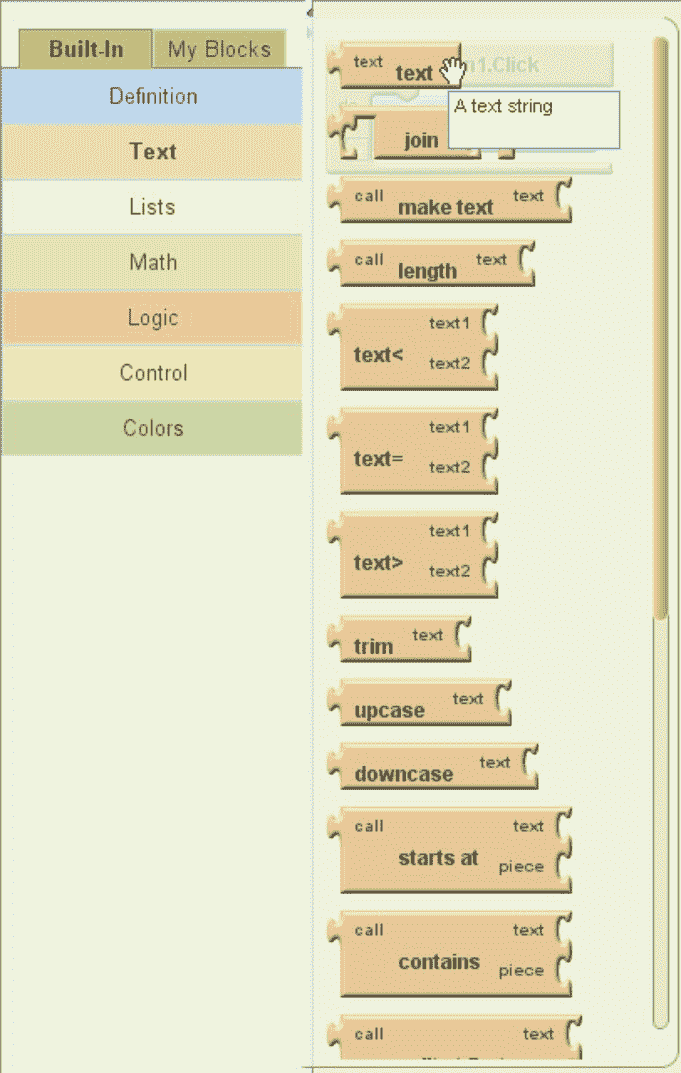 Built-In
My Blocks
Definition
Text
Lists
Math
Logic
Control
Colors
text
text
1.Click
A text string
join
call
make text
text
call
length
text
text<
text1
text2
text=
text1
text2
text>
text1
text2
trim
text
upcase
text
downcase
text
call
starts at
text
piece
call
contains
text
piece
call
text